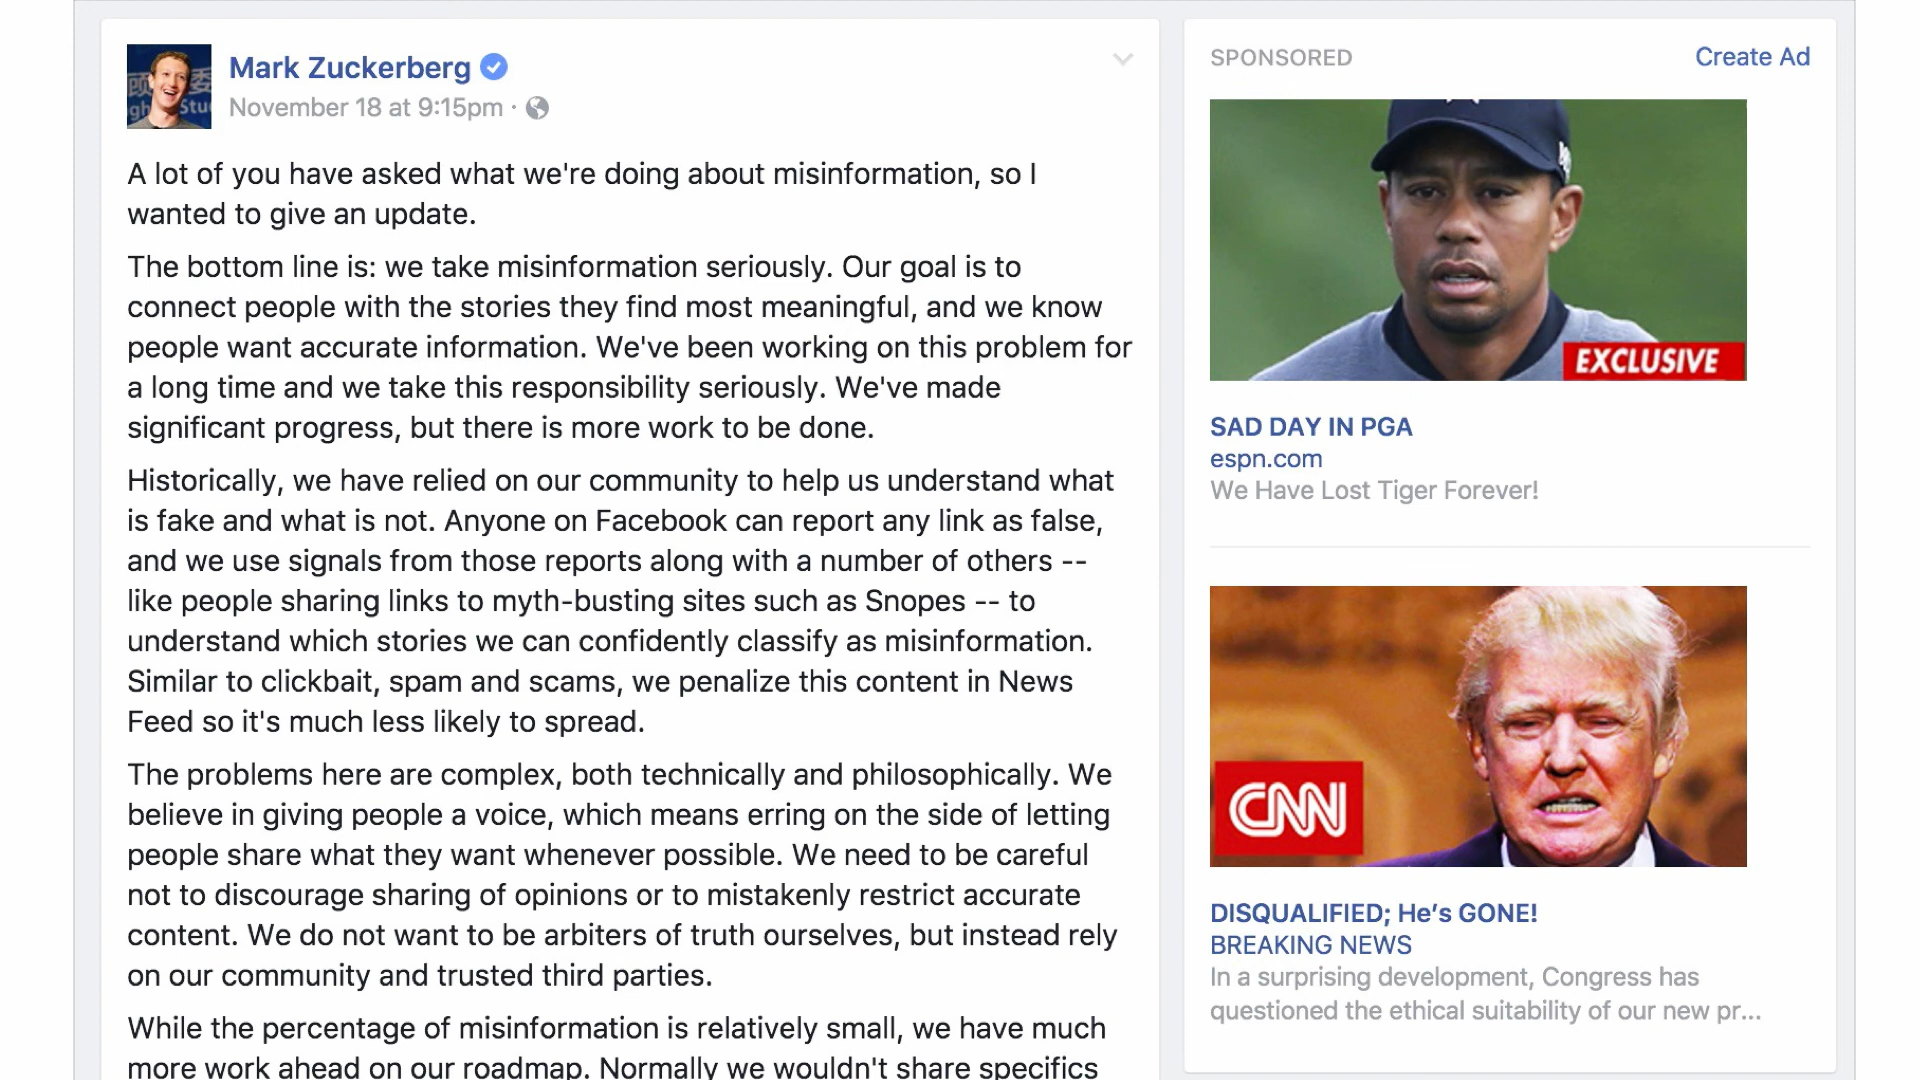 Mark Zuckerberg
November 18 at 9:15pm ·
A lot of you have asked what we're doing about misinformation, so I
wanted to give an update.
The bottom line is: we take misinformation seriously. Our goal is to
connect people with the stories they find most meaningful, and we know
people want accurate information. We've been working on this problem for
a long time and we take this responsibility seriously. We've made
significant progress, but there is more work to be done.
Historically, we have relied on our community to help us understand what
is fake and what is not. Anyone on Facebook can report any link as false,
and we use signals from those reports along with a number of others --
like people sharing links to myth-busting sites such as Snopes -- to
understand which stories we can confidently classify as misinformation.
Similar to clickbait, spam and scams, we penalize this content in News
Feed so it's much less likely to spread.
The problems here are complex, both technically and philosophically. We
believe in giving people a voice, which means erring on the side of letting
people share what they want whenever possible. We need to be careful
not to discourage sharing of opinions or to mistakenly restrict accurate
content. We do not want to be arbiters of truth ourselves, but instead rely
on our community and trusted third parties.
While the percentage of misinformation is relatively small, we have much
more work ahead on our roadmap. Normally we wouldn't share specifics
SPONSORED
Create Ad
EXCLUSIVE
SAD DAY IN PGA
espn.com
We Have Lost Tiger Forever!
CNN
DISQUALIFIED; He's GONE!
BREAKING NEWS
In a surprising development, Congress has
questioned the ethical suitability of our new pr...